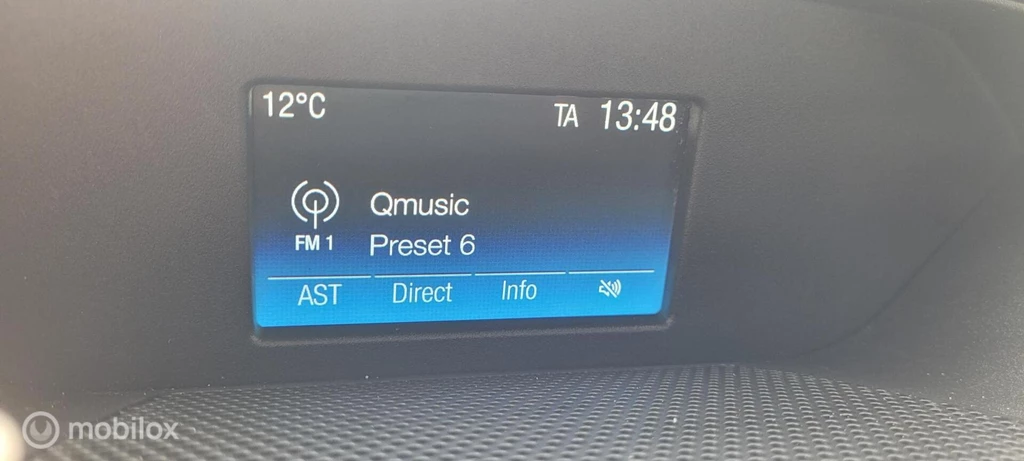 12°C TA 13:48
Qmusic
FM 1 Preset 6
AST Direct Info
mobilox